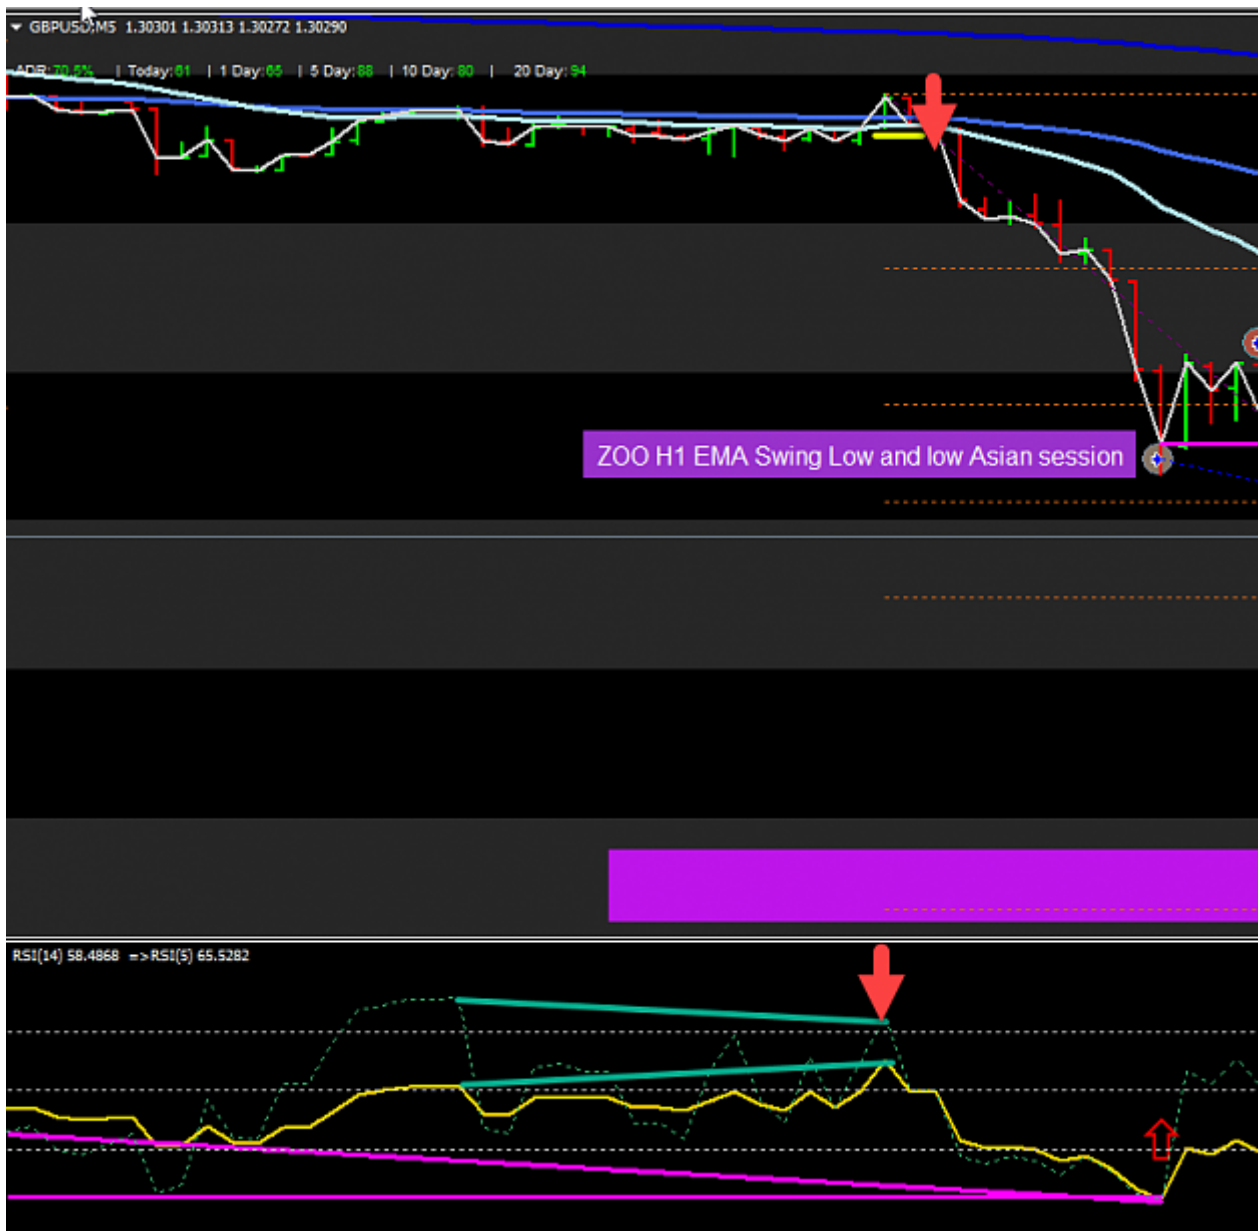 GBPUSD,M5 1.30301 1.30313 1.30272 1.30290
ADR:70.5% | Today:61 | 1 Day:65 | 5 Day:88 | 10 Day:80 | 20 Day:94
ZOO H1 EMA Swing Low and low Asian session
RSI(14) 58.4868 =>RSI(5) 65.5282